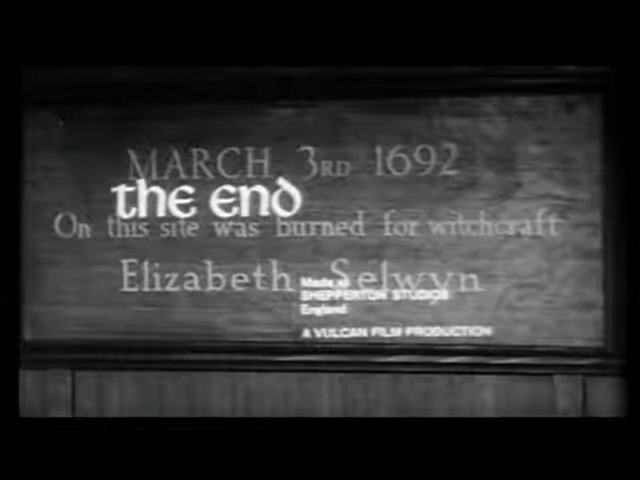 MARCH 3RD 1692
the end
On this site was burned for witchcraft
Elizabeth Selwyn
Made at
SHEPPERTON STUDIOS
England
A VULCAN FILM PRODUCTION